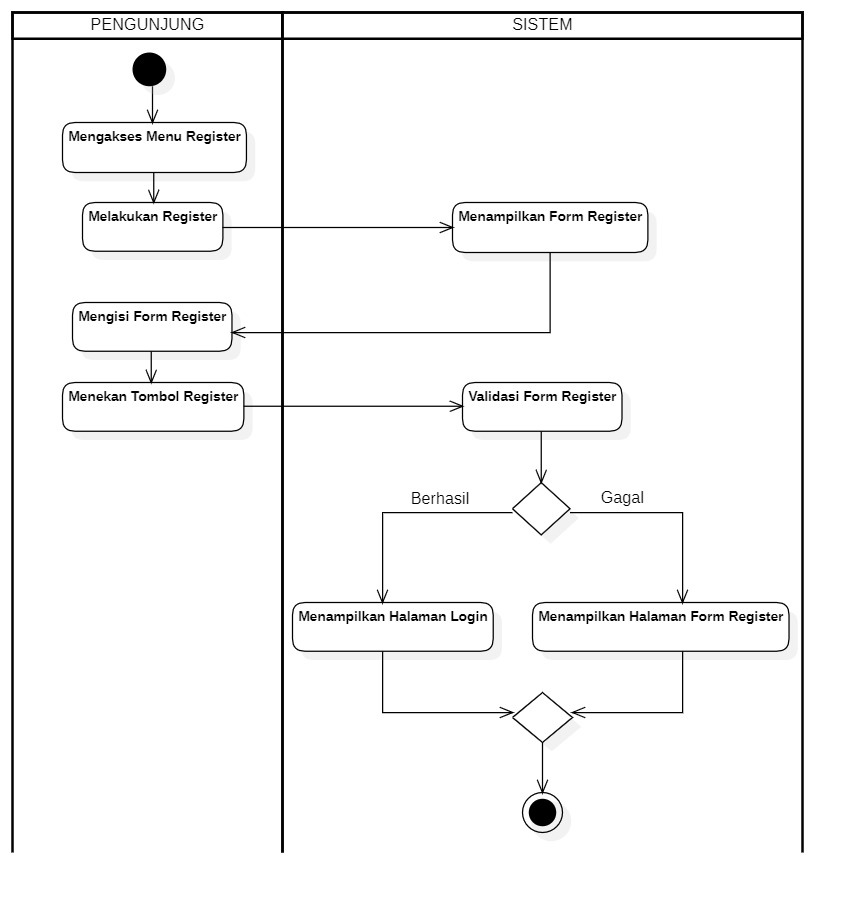 PENGUNJUNG
SISTEM
Mengakses Menu Register
Melakukan Register
Menampilkan Form Register
Mengisi Form Register
Menekan Tombol Register
Validasi Form Register
Berhasil
Gagal
Menampilkan Halaman Login
Menampilkan Halaman Form Register